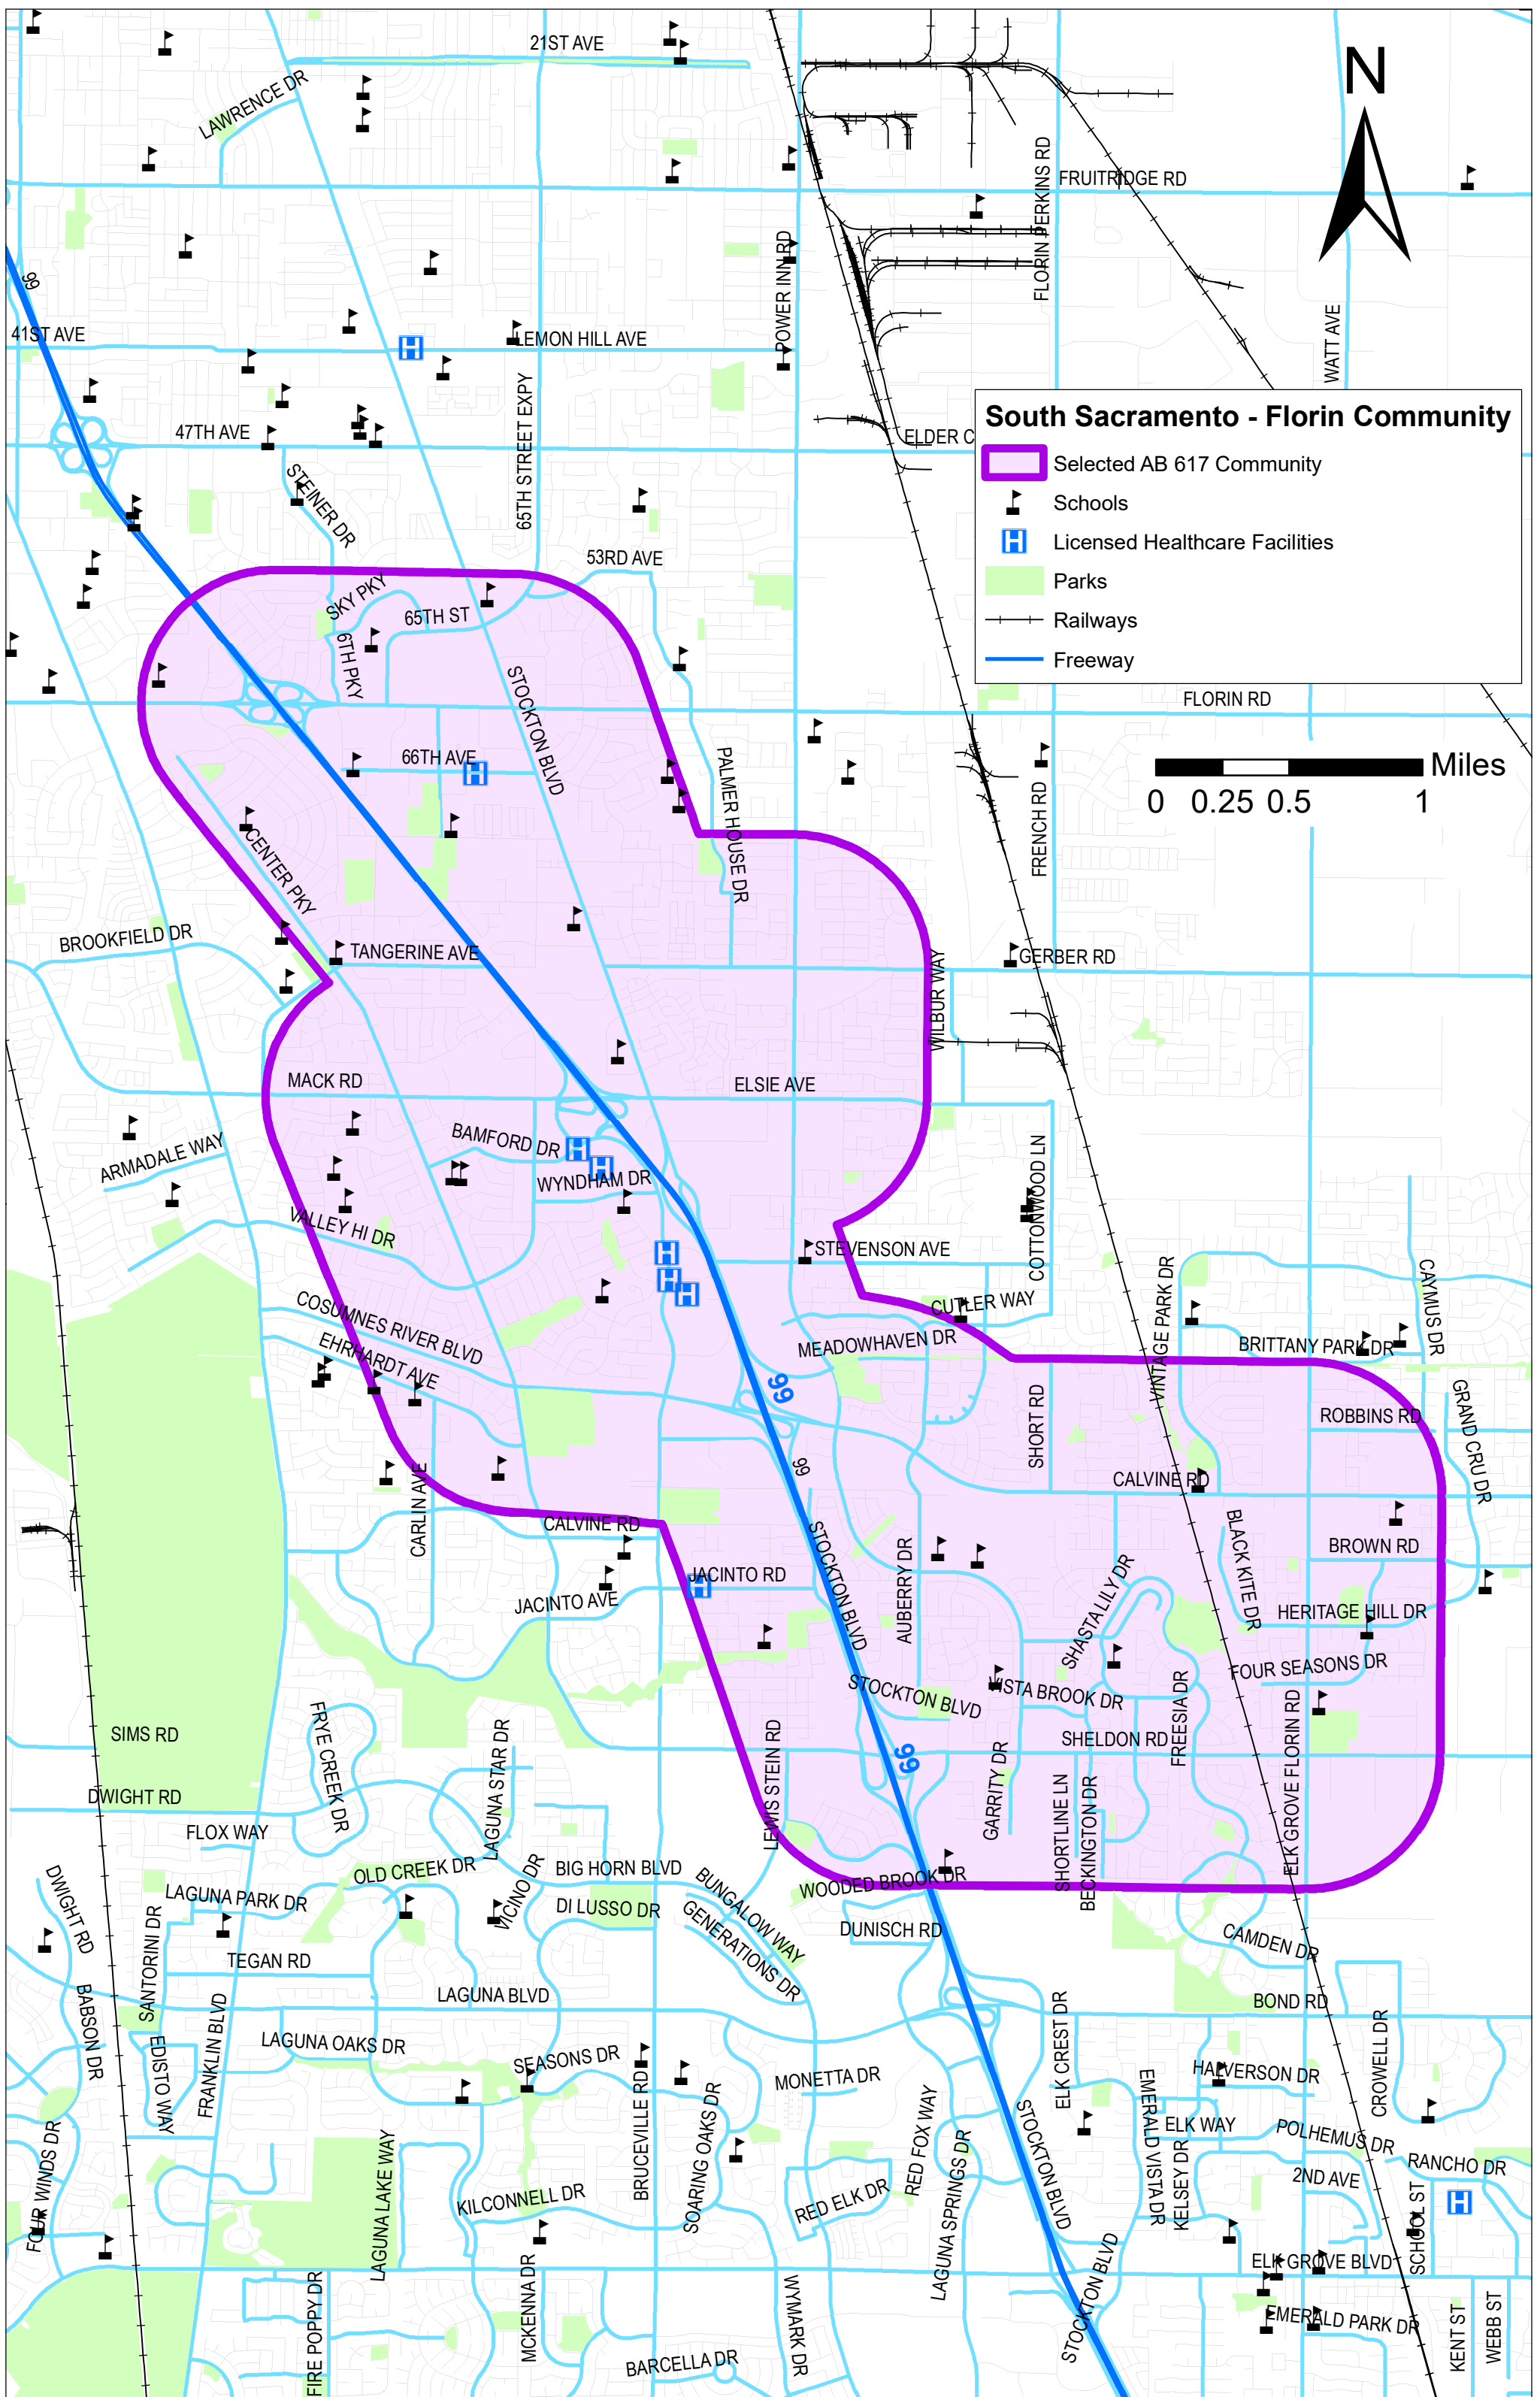 21ST AVE
LAWRENCE DR
N
FRUITRIDGE RD
FLORIN PERKINS RD
POWER INN RD
99
41ST AVE
LEMON HILL AVE
WATT AVE
65TH STREET EXPY
47TH AVE
ELDER C
STEINER DR
South Sacramento - Florin Community
Selected AB 617 Community
Schools
H Licensed Healthcare Facilities
Parks
Railways
Freeway
53RD AVE
SKY PKY
65TH ST
6TH PKY
STOCKTON BLVD
FLORIN RD
66TH AVE
H
PALMER HOUSE DR
FRENCH RD
Miles
0 0.25 0.5 1
CENTER PKY
BROOKFIELD DR
TANGERINE AVE
GERBER RD
WILBUR WAY
MACK RD
ELSIE AVE
BAMFORD DR
H
H
WYNDHAM DR
ARMADALE WAY
COTTONWOOD LN
VALLEY HI DR
H
H
H
STEVENSON AVE
CUTLER WAY
VINTAGE PARK DR
CAYMUS DR
COSUMNES RIVER BLVD
EHRHARDT AVE
MEADOWHAVEN DR
BRITTANY PARK DR
99
SHORT RD
ROBBINS RD
GRAND CRU DR
99
CALVINE RD
CARLIN AVE
CALVINE RD
STOCKTON BLVD
BLACK KITE DR
BROWN RD
AUBERRY DR
JACINTO RD
H
JACINTO AVE
SHASTA LILY DR
HERITAGE HILL DR
FOUR SEASONS DR
STOCKTON BLVD
VISTA BROOK DR
FREESIA DR
SIMS RD
FRYE CREEK DR
LAGUNA STAR DR
LEWIS STEIN RD
SHELDON RD
ELK GROVE FLORIN RD
99
GARRITY DR
SHORTLINE LN
BECKINGTON DR
DWIGHT RD
FLOX WAY
OLD CREEK DR
BIG HORN BLVD
WOODED BROOK DR
DWIGHT RD
LAGUNA PARK DR
VICINO DR
DI LUSSO DR
BUNGALOW WAY
GENERATIONS DR
DUNISCH RD
CAMDEN DR
SANTORINI DR
TEGAN RD
BABSON DR
LAGUNA BLVD
BOND RD
FRANKLIN BLVD
EDISTO WAY
LAGUNA OAKS DR
SEASONS DR
MONETTA DR
ELK CREST DR
HALVERSON DR
CROWELL DR
BRUCEVILLE RD
SOARING OAKS DR
RED FOX WAY
STOCKTON BLVD
EMERALD VISTA DR
ELK WAY
POLHEMUS DR
KELSEY DR
RANCHO DR
2ND AVE
FOUR WINDS DR
LAGUNA LAKE WAY
KILCONNELL DR
RED ELK DR
LAGUNA SPRINGS DR
H
SCHOOL ST
ELK GROVE BLVD
FIRE POPPY DR
MCKENNA DR
WYMARK DR
STOCKTON BLVD
EMERALD PARK DR
KENT ST
WEBB ST
BARCELLA DR